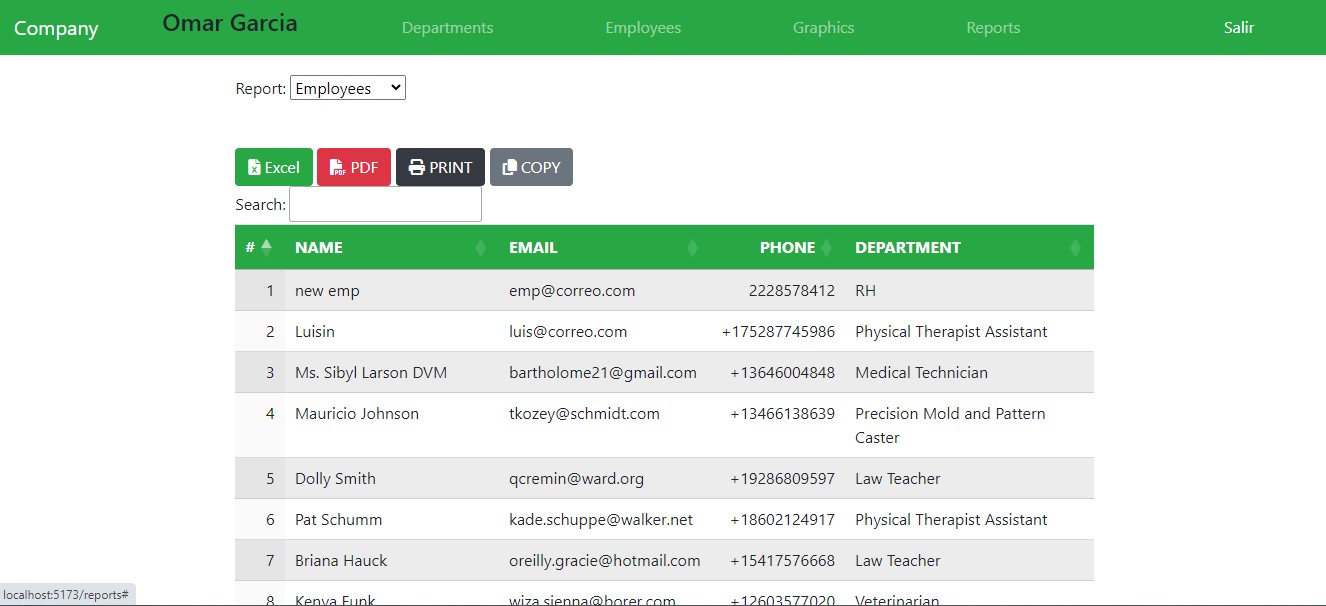 Company Omar Garcia Departments Employees Graphics Reports Salir
Report: Employees
Excel PDF PRINT COPY
Search:
# NAME EMAIL PHONE DEPARTMENT
1 new emp emp@correo.com 2228578412 RH
2 Luisin luis@correo.com +175287745986 Physical Therapist Assistant
3 Ms. Sibyl Larson DVM bartholome21@gmail.com +13646004848 Medical Technician
4 Mauricio Johnson tkozey@schmidt.com +13466138639 Precision Mold and Pattern
Caster
5 Dolly Smith qcremin@ward.org +19286809597 Law Teacher
6 Pat Schumm kade.schuppe@walker.net +18602124917 Physical Therapist Assistant
7 Briana Hauck oreilly.gracie@hotmail.com +15417576668 Law Teacher
8 Kenya Funk wiza.sienna@borer.com +12603577020 Veterinarian
localhost:5173/reports#